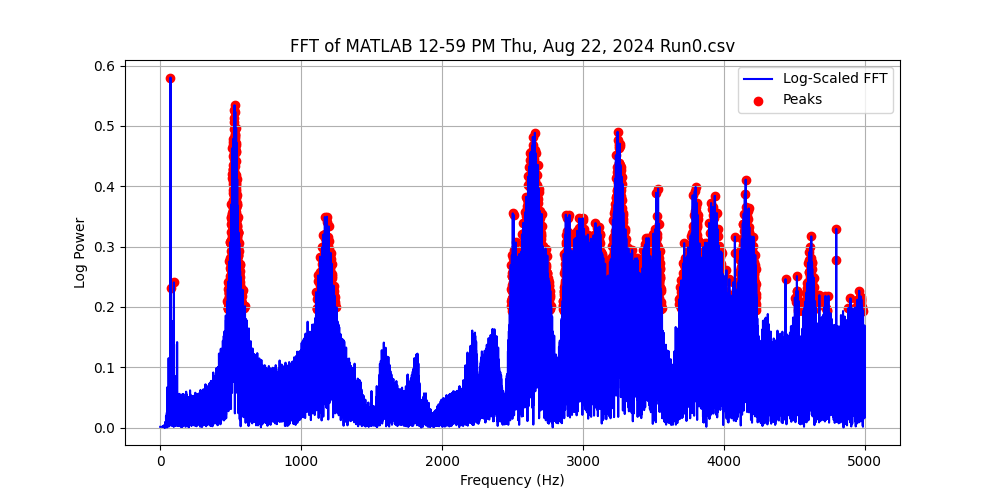 FFT of MATLAB 12-59 PM Thu, Aug 22, 2024 Run0.csv
Log-Scaled FFT
Peaks
Log Power
0.6
0.5
0.4
0.3
0.2
0.1
0.0
0 1000 2000 3000 4000 5000
Frequency (Hz)